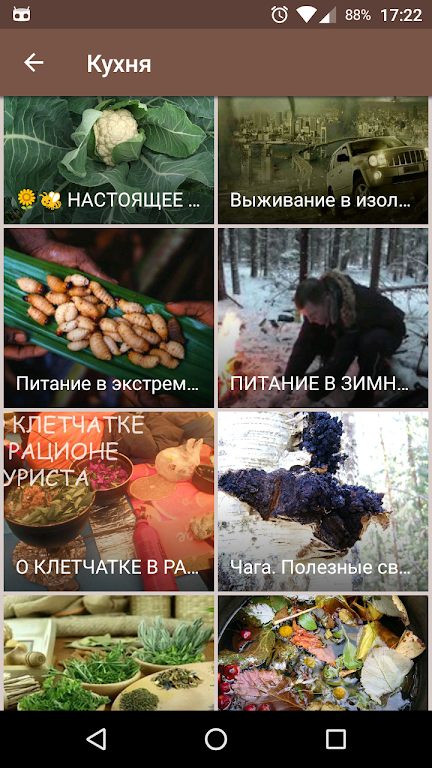 88% 17:22
Кухня
🌼🐝 НАСТОЯЩЕЕ ...
Выживание в изол...
Питание в экстрем...
ПИТАНИЕ В ЗИМН...
КЛЕТЧАТКЕ
РАЦИОНЕ
УРИСТА
О КЛЕТЧАТКЕ В РА...
Чага. Полезные св...